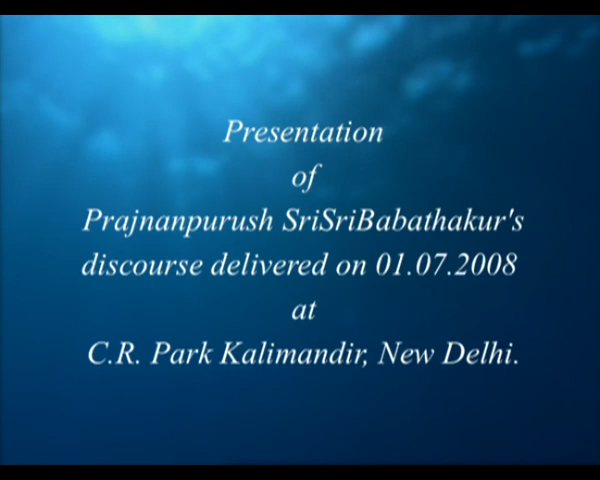 Presentation
of
Prajnanpurush SriSriBabathakur's
discourse delivered on 01.07.2008
at
C.R. Park Kalimandir, New Delhi.